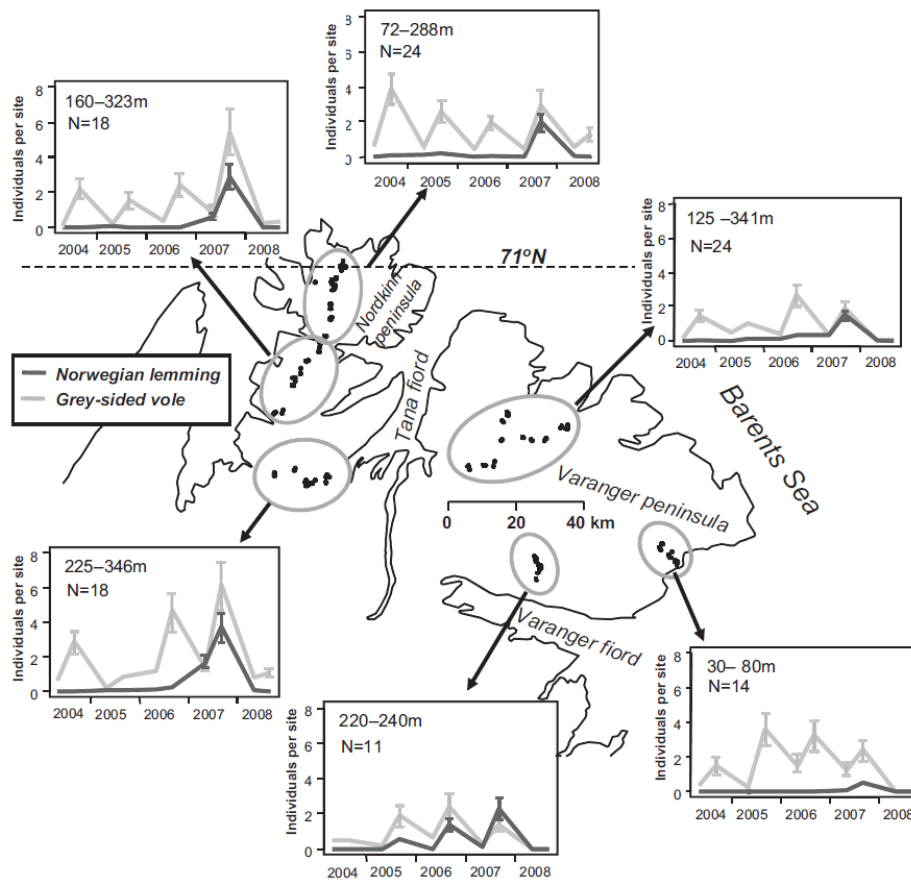 72–288m
N=24
Individuals per site
8
6
4
2
0
2004 2005 2006 2007 2008
160–323m
N=18
Individuals per site
8
6
4
2
0
2004 2005 2006 2007 2008
125 –341m
N=24
Individuals per site
8
6
4
2
0
2004 2005 2006 2007 2008
71ºN
Nordkinn
peninsula
Norwegian lemming
Grey-sided vole
Tana fiord
Barents Sea
Varanger peninsula
0 20 40 km
Varanger fiord
225–346m
N=18
Individuals per site
8
6
4
2
0
2004 2005 2006 2007 2008
30– 80m
N=14
Individuals per site
8
6
4
2
0
2004 2005 2006 2007 2008
220–240m
N=11
Individuals per site
8
6
4
2
0
2004 2005 2006 2007 2008